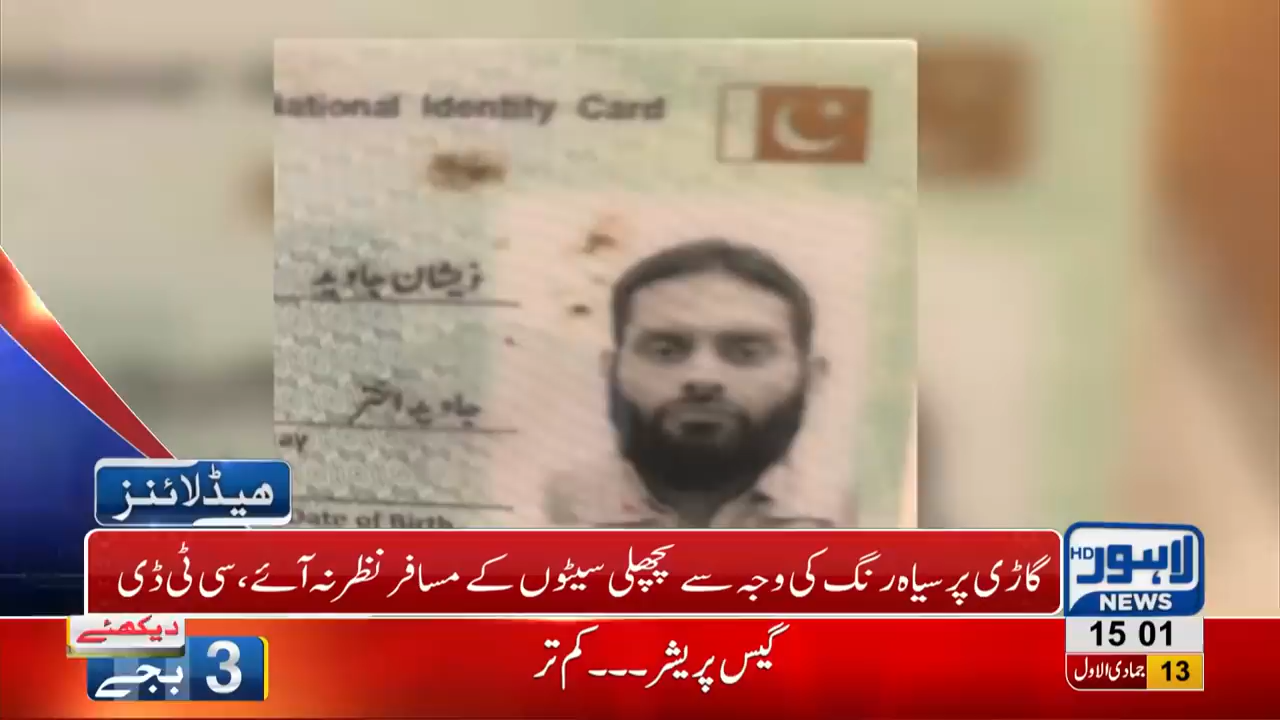 National Identity Card
ذیشان جاوید
جاوید اختر
ay
Date of Birth
ھیڈلائنز
گاڑی پر سیاہ رنگ کی وجہ سے پچھلی سیٹوں کے مسافر نظر نہ آئے، سی ٹی ڈی
لاہور HD
NEWS
15 01
13 جمادی الاول
دیکھئے
3 بجے
گیس پریشر ۔۔۔ کم تر